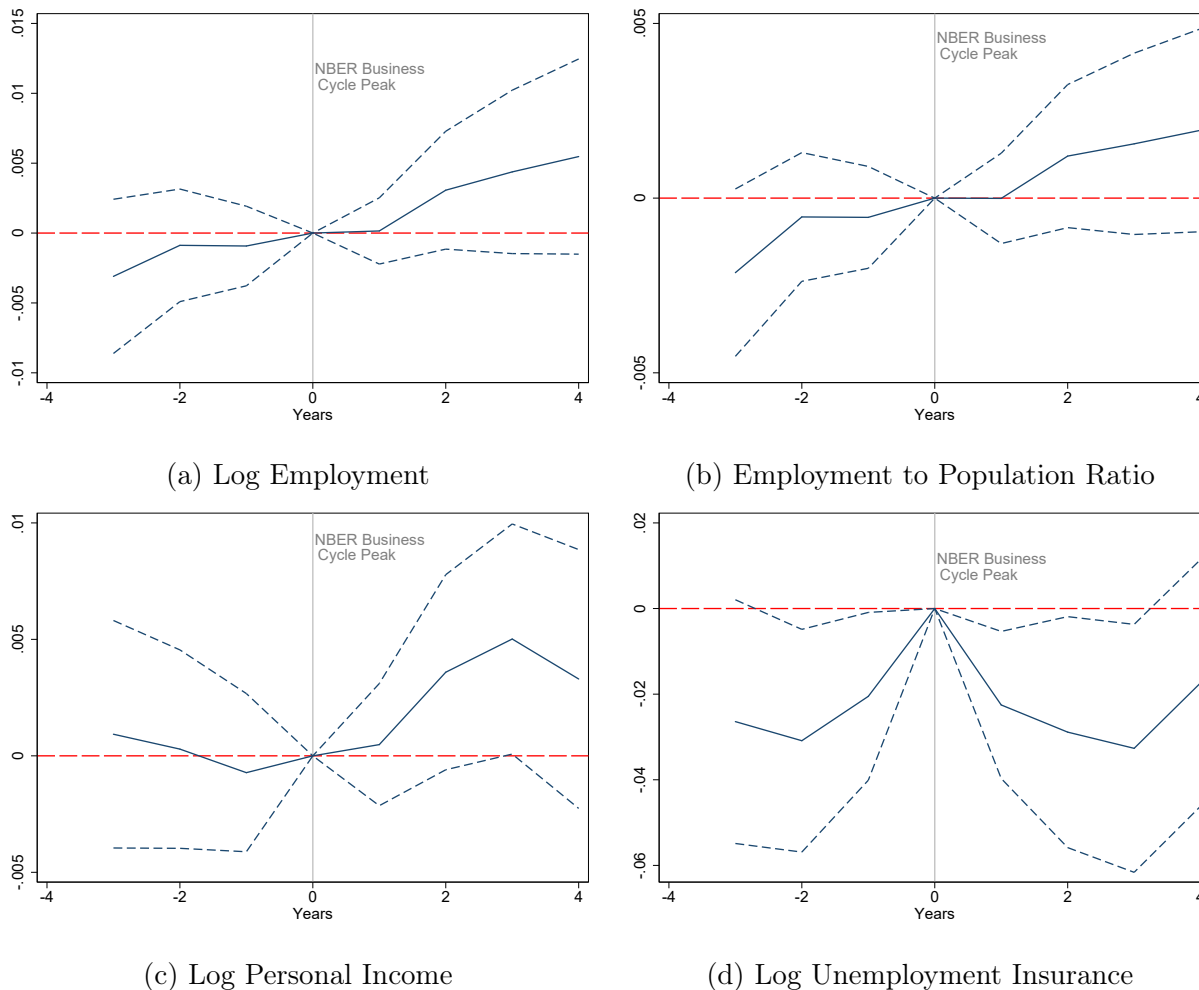 .015
.01
.005
0
-.005
-.01
NBER Business
Cycle Peak
-4
-2
0
2
4
Years
(a) Log Employment
.005
0
-.005
NBER Business
Cycle Peak
-4
-2
0
2
4
Years
(b) Employment to Population Ratio
.01
.005
0
-.005
NBER Business
Cycle Peak
-4
-2
0
2
4
Years
(c) Log Personal Income
.02
0
-.02
-.04
-.06
NBER Business
Cycle Peak
-4
-2
0
2
4
Years
(d) Log Unemployment Insurance